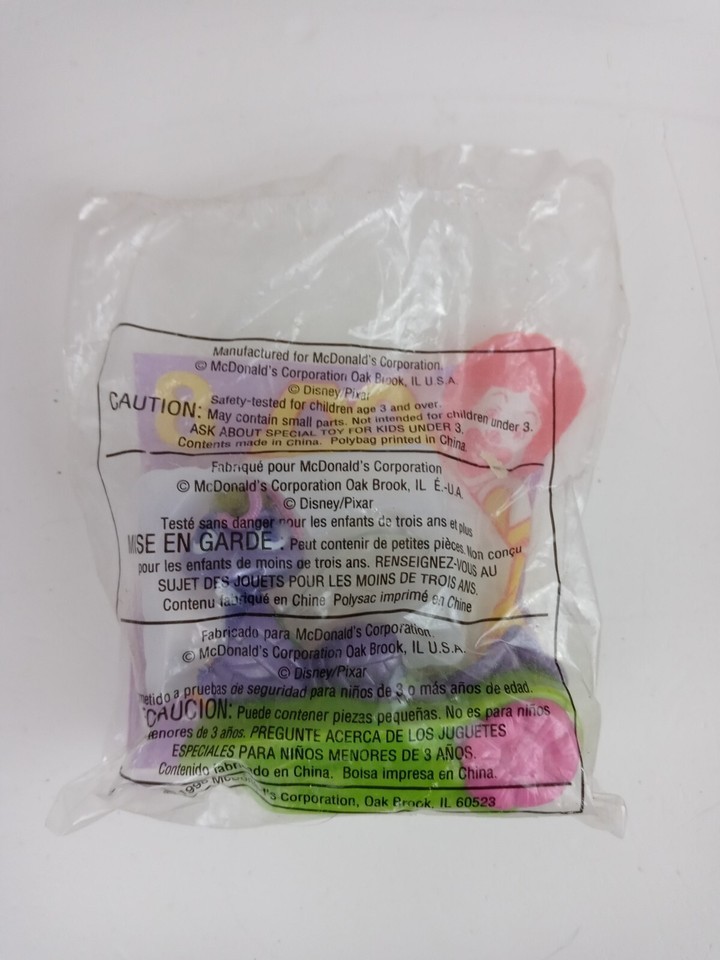 Manufactured for McDonald's Corporation.
© McDonald's Corporation Oak Brook, IL U.S.A.
© Disney/Pixar
Safety-tested for children age 3 and over.
CAUTION: May contain small parts. Not intended for children under 3.
ASK ABOUT SPECIAL TOY FOR KIDS UNDER 3.
Contents made in China. Polybag printed in China.
Fabriqué pour McDonald's Corporation
© McDonald's Corporation Oak Brook, IL É.-U.A.
© Disney/Pixar
Testé sans danger pour les enfants de trois ans et plus
MISE EN GARDE : Peut contenir de petites pièces. Non conçu
pour les enfants de moins de trois ans. RENSEIGNEZ-VOUS AU
SUJET DES JOUETS POUR LES MOINS DE TROIS ANS.
Contenu fabriqué en Chine Polysac imprimé en Chine
Fabricado para McDonald's Corporation.
© McDonald's Corporation Oak Brook, IL U.S.A.
© Disney/Pixar
metido a pruebas de seguridad para niños de 3 o más años de edad.
CAUCION: Puede contener piezas pequeñas. No es para niños
menores de 3 años. PREGUNTE ACERCA DE LOS JUGUETES
ESPECIALES PARA NIÑOS MENORES DE 3 AÑOS.
Contenido fabricado en China. Bolsa impresa en China.
McDonald's Corporation, Oak Brook, IL 60523
8